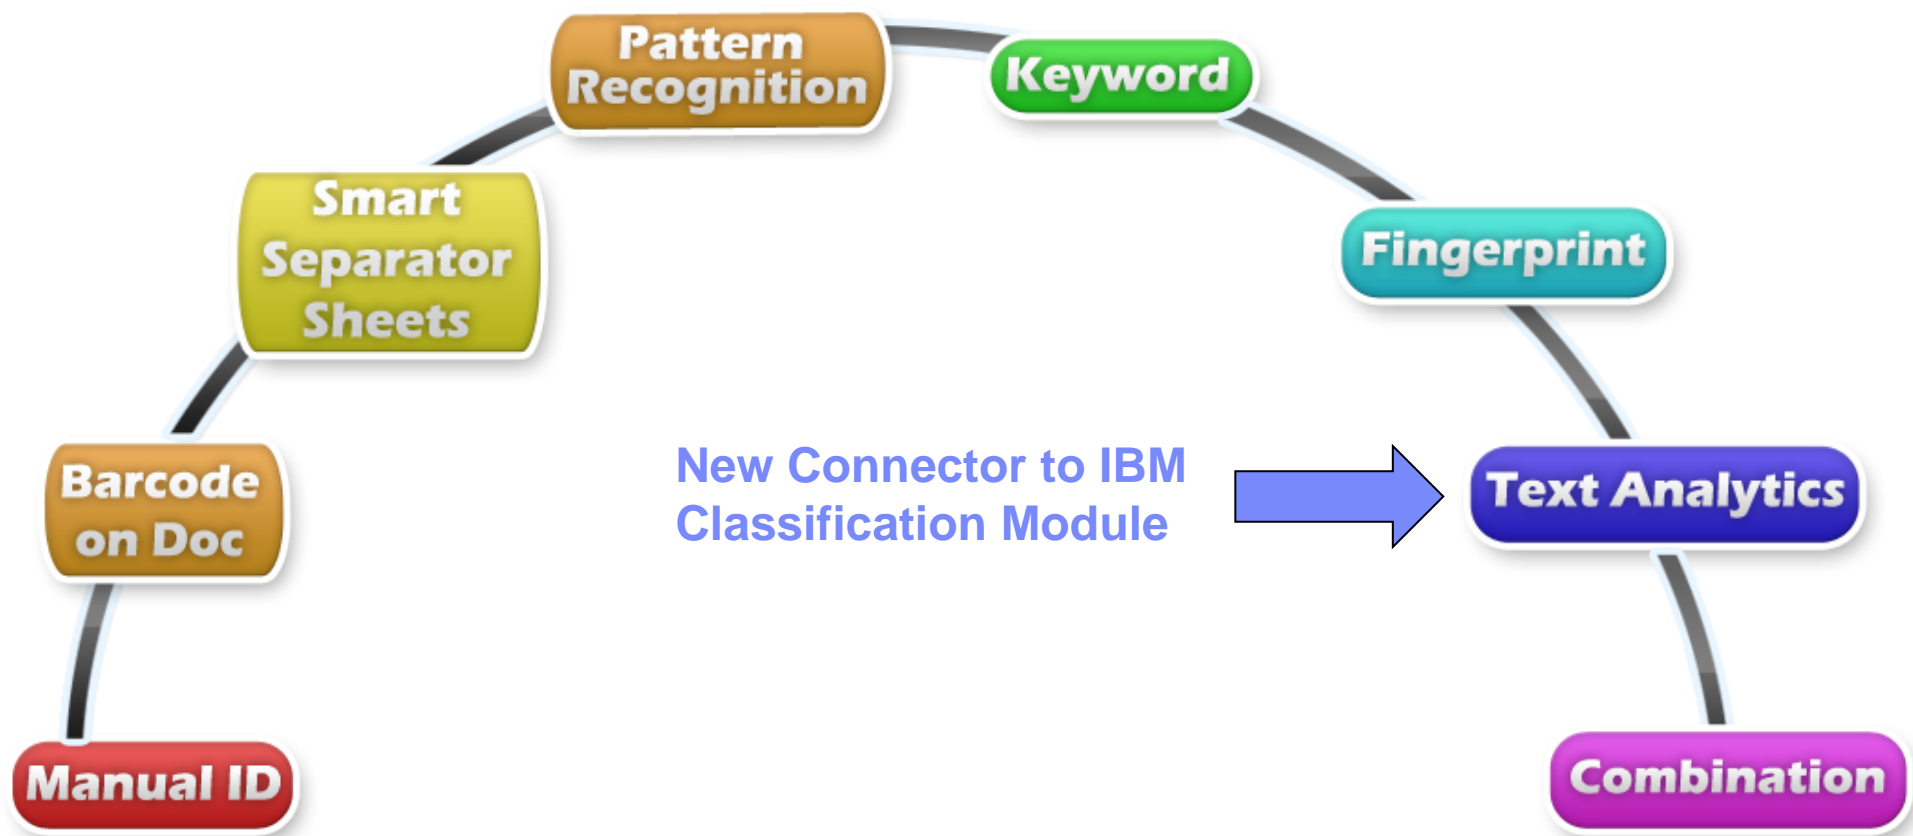 Pattern
Recognition
Keyword
Smart
Separator
Sheets
Fingerprint
Barcode
on Doc
New Connector to IBM
Classification Module
Text Analytics
Manual ID
Combination